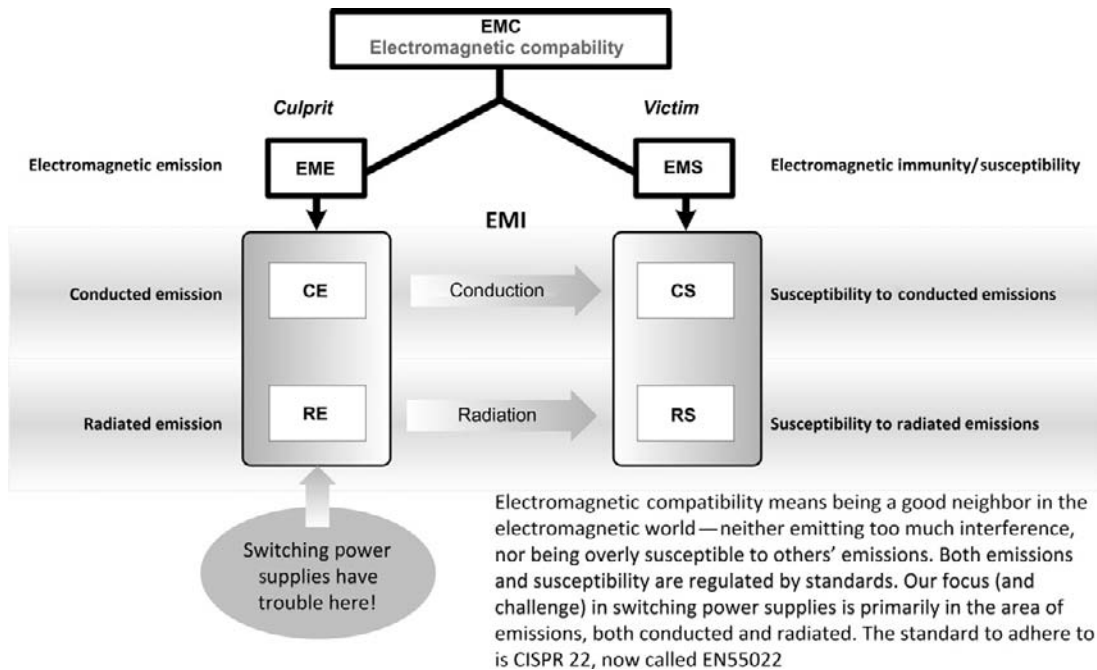 EMC
Electromagnetic compability
Culprit
Victim
Electromagnetic emission
EME
EMS
Electromagnetic immunity/susceptibility
EMI
Conducted emission
CE
Conduction
CS
Susceptibility to conducted emissions
Radiated emission
RE
Radiation
RS
Susceptibility to radiated emissions
Switching power
supplies have
trouble here!
Electromagnetic compatibility means being a good neighbor in the
electromagnetic world—neither emitting too much interference,
nor being overly susceptible to others’ emissions. Both emissions
and susceptibility are regulated by standards. Our focus (and
challenge) in switching power supplies is primarily in the area of
emissions, both conducted and radiated. The standard to adhere to
is CISPR 22, now called EN55022